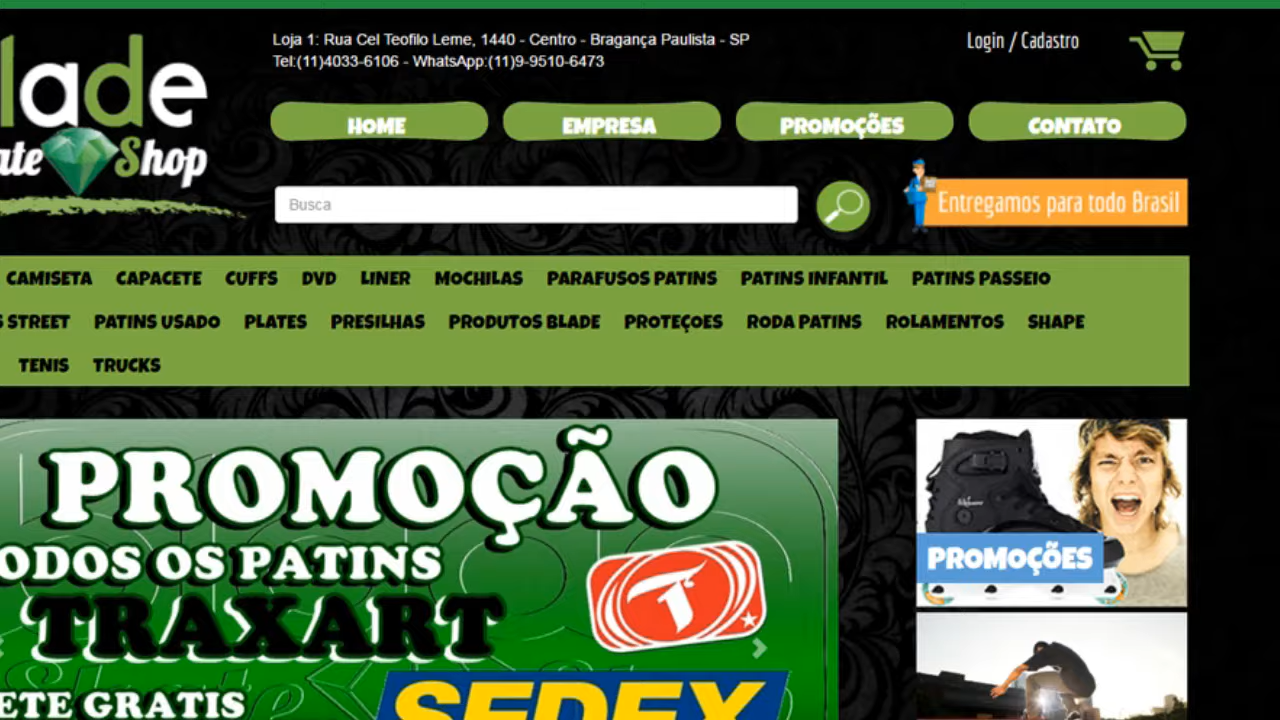 Loja 1: Rua Cel Teofilo Leme, 1440 - Centro - Bragança Paulista - SP
Tel:(11)4033-6106 - WhatsApp:(11)9-9510-6473
Login / Cadastro
lade
ate Shop
HOME EMPRESA PROMOÇÕES CONTATO
Busca
Entregamos para todo Brasil
CAMISETA CAPACETE CUFFS DVD LINER MOCHILAS PARAFUSOS PATINS PATINS INFANTIL PATINS PASSEIO
S STREET PATINS USADO PLATES PRESILHAS PRODUTOS BLADE PROTEÇOES RODA PATINS ROLAMENTOS SHAPE
TENIS TRUCKS
PROMOÇÃO
ODOS OS PATINS
TRAXART
T
ETE GRATIS
SEDEX
PROMOÇÕES